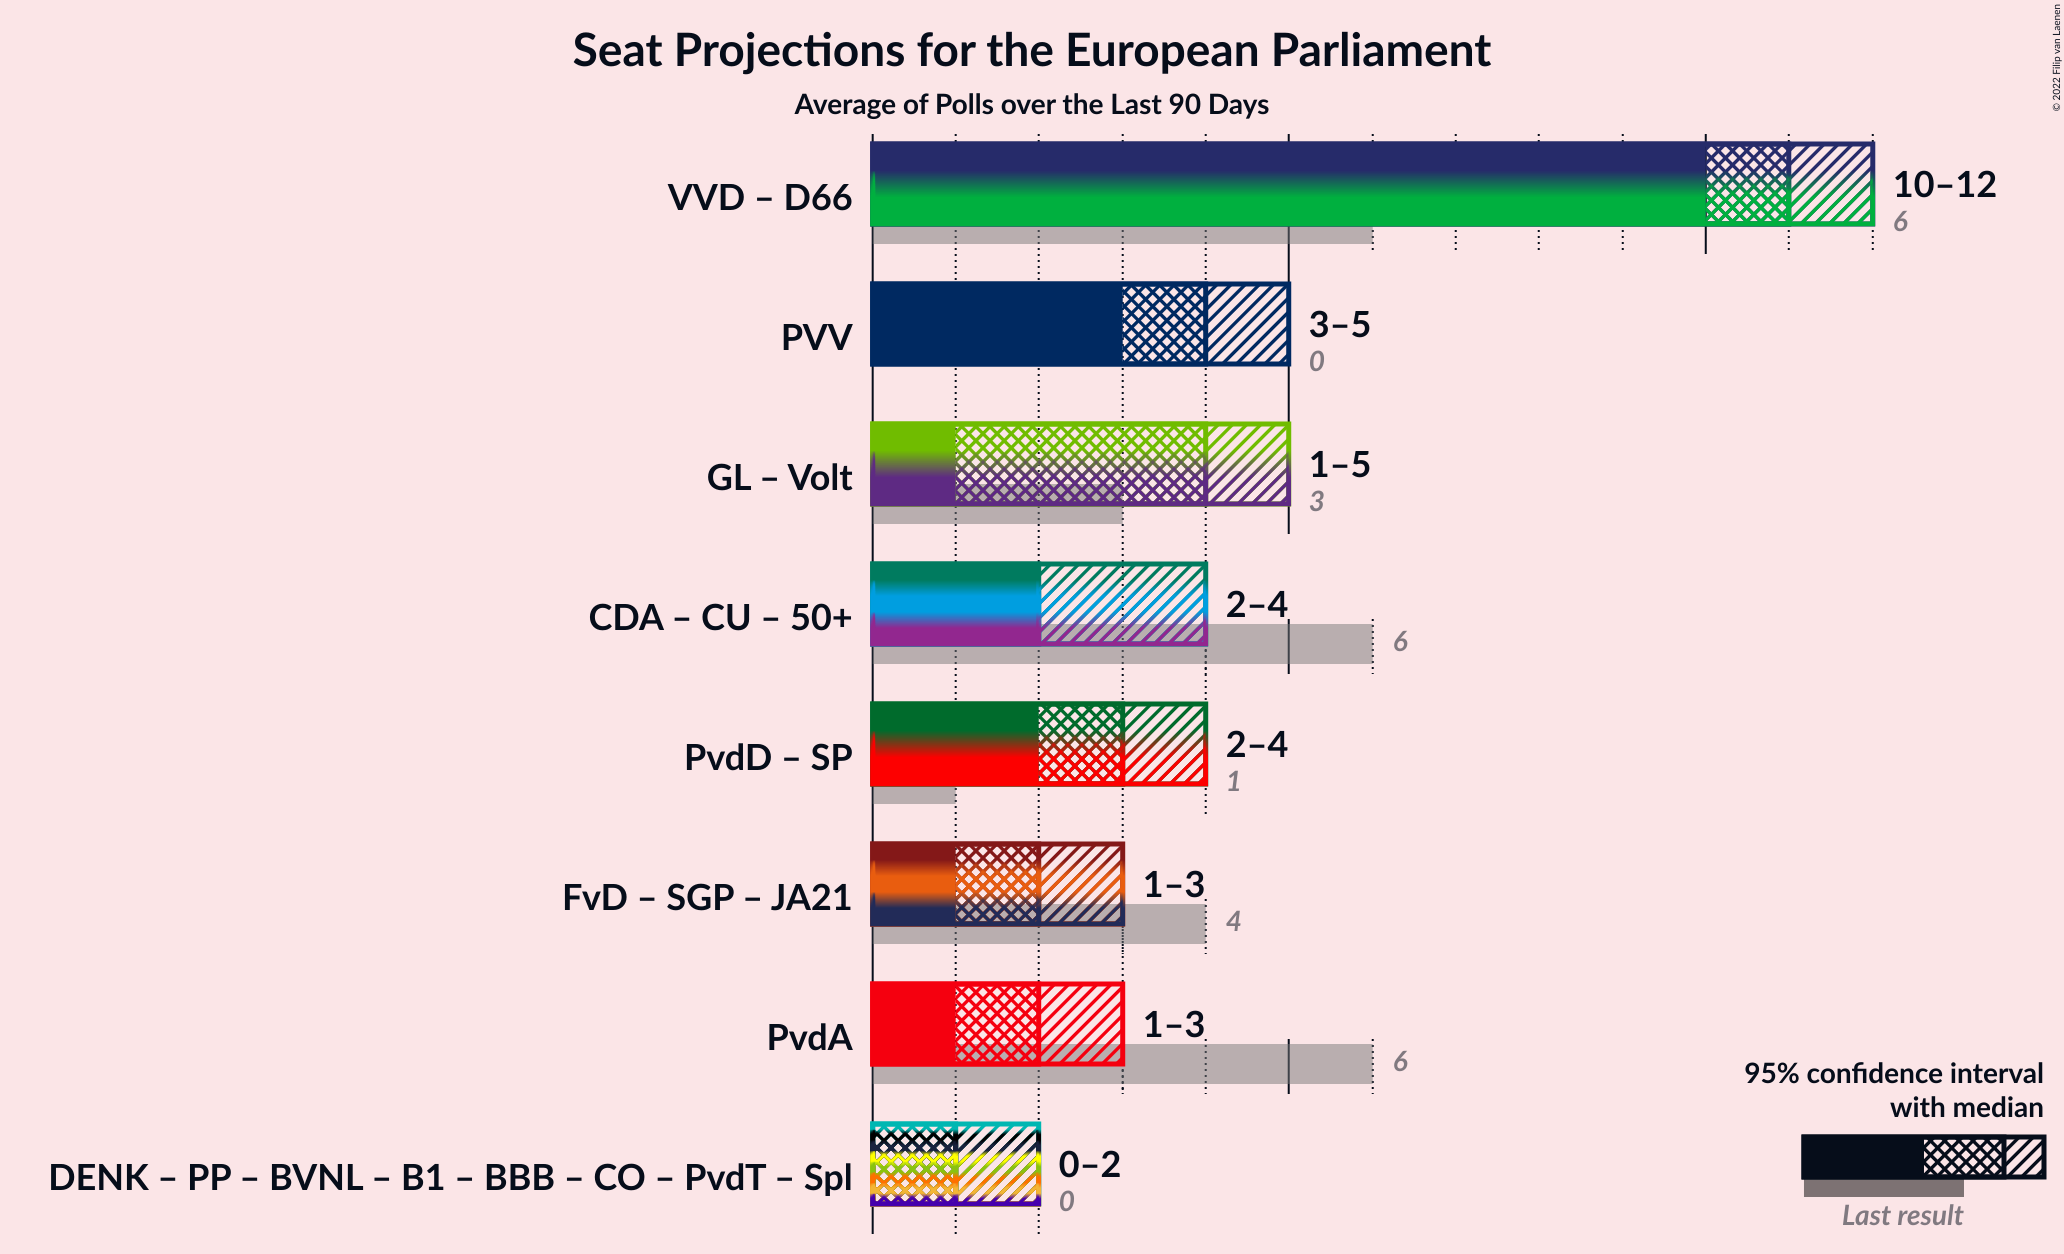 Seat Projections for the European Parliament
Average of Polls over the Last 90 Days
© 2022 Filip van Laenen
VVD – D66
10–12
6
PVV
3–5
0
GL – Volt
1–5
3
CDA – CU – 50+
2–4
6
PvdD – SP
2–4
1
FvD – SGP – JA21
1–3
4
PvdA
1–3
6
DENK – PP – BVNL – B1 – BBB – CO – PvdT – Spl
0–2
0
95% confidence interval
with median
Last result